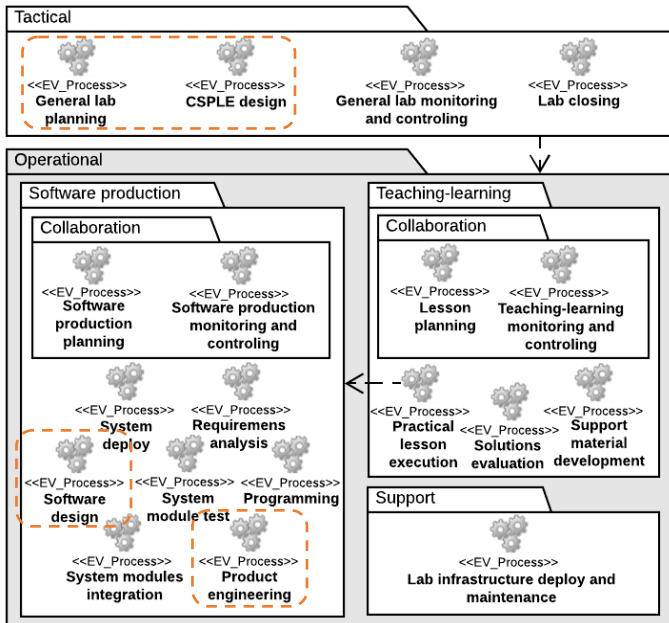 Tactical
<<EV_Process>>
General lab
planning
<<EV_Process>>
CSPLE design
<<EV_Process>>
General lab monitoring
and controling
<<EV_Process>>
Lab closing
Operational
Software production
Collaboration
<<EV_Process>>
Software
production
planning
<<EV_Process>>
Software production
monitoring and
controling
<<EV_Process>>
System
deploy
<<EV_Process>>
Requiremens
analysis
<<EV_Process>>
Software
design
<<EV_Process>>
System
module test
<<EV_Process>>
Programming
<<EV_Process>>
System modules
integration
<<EV_Process>>
Product
engineering
Teaching-learning
Collaboration
<<EV_Process>>
Lesson
planning
<<EV_Process>>
Teaching-learning
monitoring and
controling
<<EV_Process>>
Practical
lesson
execution
<<EV_Process>>
Solutions
evaluation
<<EV_Process>>
Support
material
development
Support
<<EV_Process>>
Lab infrastructure deploy and
maintenance